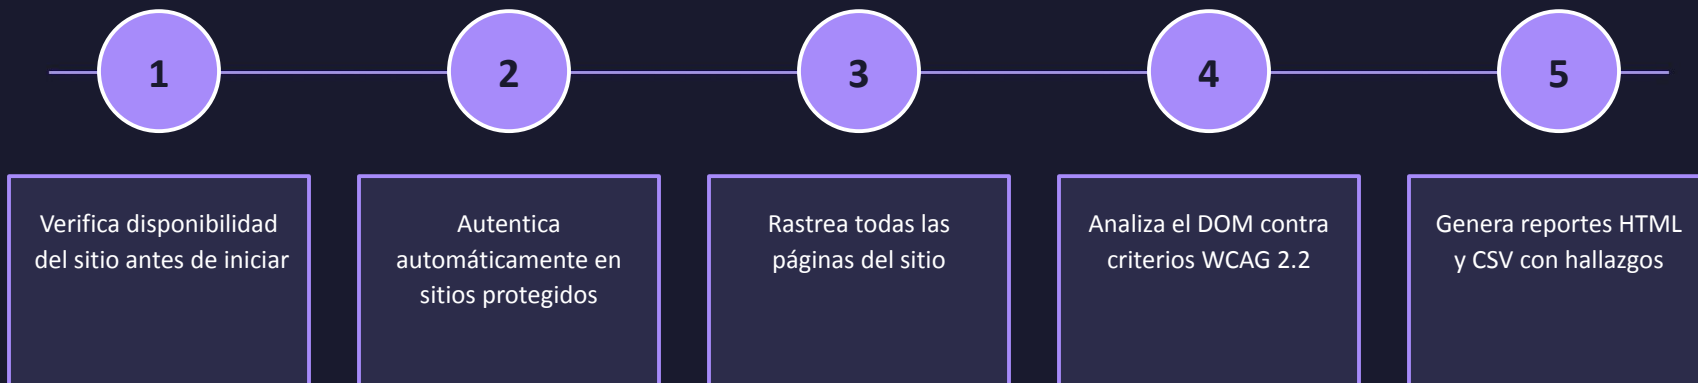 1
2
3
4
5
Verifica disponibilidad
del sitio antes de iniciar
Autentica
automáticamente en
sitios protegidos
Rastrea todas las
páginas del sitio
Analiza el DOM contra
criterios WCAG 2.2
Genera reportes HTML
y CSV con hallazgos